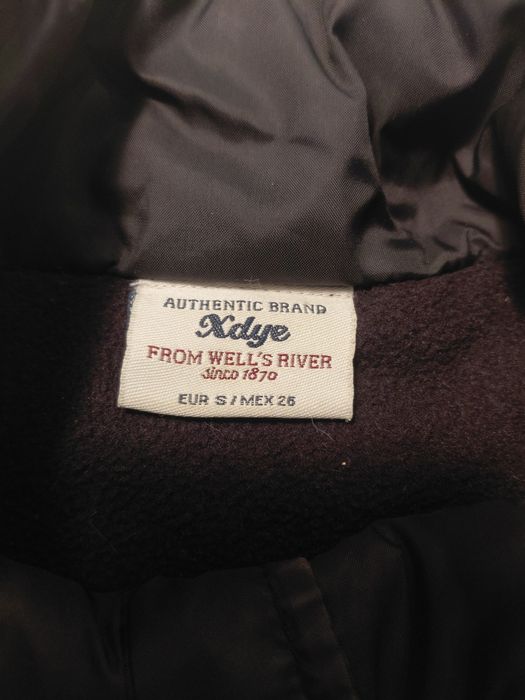 AUTHENTIC BRAND
Xdye
FROM WELL'S RIVER
since 1870
EUR S / MEX 26